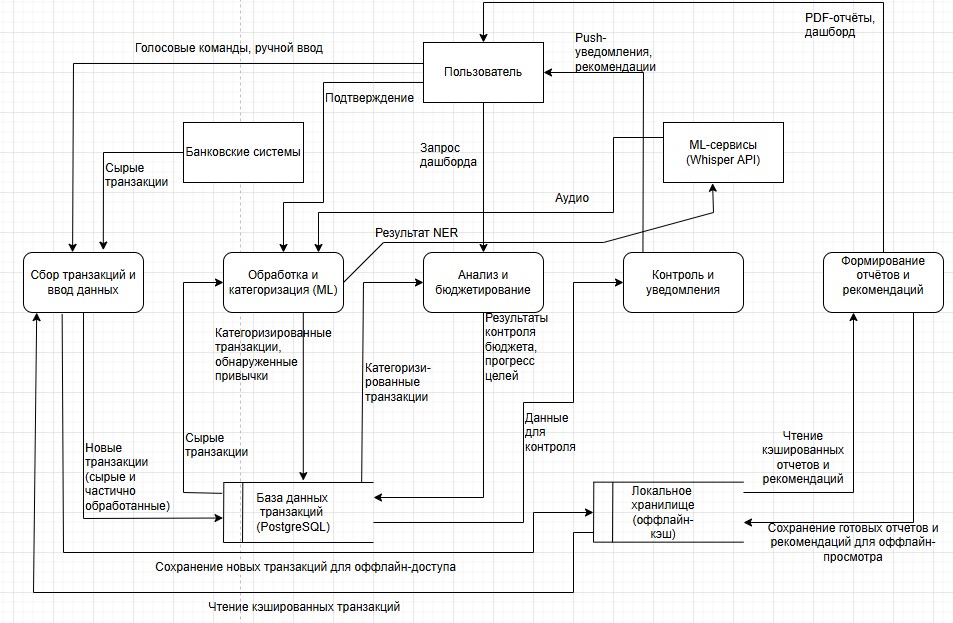 PDF-отчёты,
дашборд
Push-
уведомления,
рекомендации
Голосовые команды, ручной ввод
Пользователь
Подтверждение
Банковские системы
Запрос
дашборда
ML-сервисы
(Whisper API)
Сырые
транзакции
Аудио
Результат NER
Сбор транзакций и
ввод данных
Обработка и
категоризация (ML)
Анализ и
бюджетирование
Контроль и
уведомления
Формирование
отчётов и
рекомендаций
Категоризированные
транзакции,
обнаруженные
привычки
Результаты
контроля
бюджета,
прогресс
целей
Категоризи-
рованные
транзакции
Данные
для
контроля
Новые
транзакции
(сырые и
частично
обработанные)
Сырые
транзакции
Чтение
кэшированных
отчетов и
рекомендаций
База данных
транзакций
(PostgreSQL)
Локальное
хранилище
(оффлайн-
кэш)
Сохранение готовых отчетов и
рекомендаций для оффлайн-
просмотра
Сохранение новых транзакций для оффлайн-доступа
Чтение кэшированных транзакций